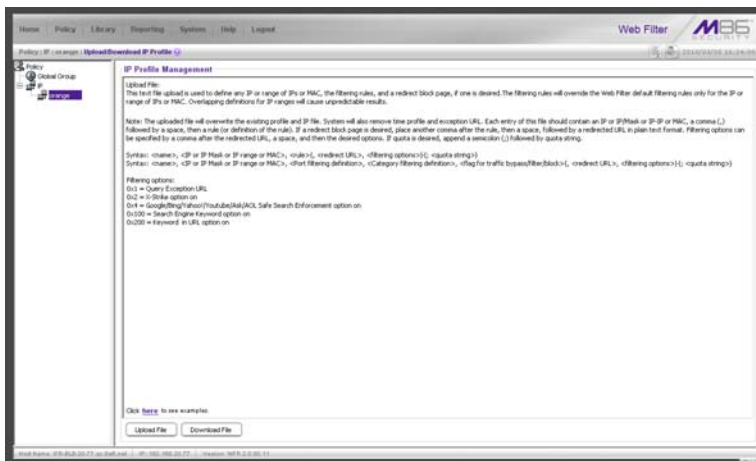 Home Policy Library Reporting System Help Logout
Web Filter
M86
SECURITY
Policy : IP : orange : Upload/Download IP Profile
Policy
Global Group
IP
orange
IP Profile Management
Upload File:
This text file upload is used to define any IP or range of IPs or MAC, the filtering rules, and a redirect block page, if one is desired.The filtering rules will override the Web Filter default filtering rules only for the IP or
range of IPs or MAC. Overlapping definitions for IP ranges will cause unpredictable results.
Note: The uploaded file will overwrite the existing profile and IP file. System will also remove time profile and exception URL. Each entry of this file should contain an IP or IP/Mask or IP-IP or MAC, a comma (,)
followed by a space, then a rule (or definition of the rule). If a redirect block page is desired, place another comma after the rule, then a space, followed by a redirected URL in plain text format. Filtering options can
be specified by a comma after the redirected URL, a space, and then the desired options. If quota is desired, append a semicolon (;) followed by quota string.
Syntax: <name>, <IP or IP Mask or IP range or MAC>, <rule>{, <redirect URL>, <filtering options>}{; <quota string>}
Syntax: <name>, <IP or IP Mask or IP range or MAC>, <Port filtering definition>, <Category filtering definition>, <flag for traffic bypass/filter/block>{, <redirect URL>, <filtering options>}{; <quota string>}
Filtering options:
0x1 = Query Exception URL
0x2 = X-Strike option on
0x4 = Google/Bing/Yahoo!/Youtube/Ask/AOL Safe Search Enforcement option on
0x100 = Search Engine Keyword option on
0x200 = Keyword in URL option on
Click here to see examples.
Upload File Download File